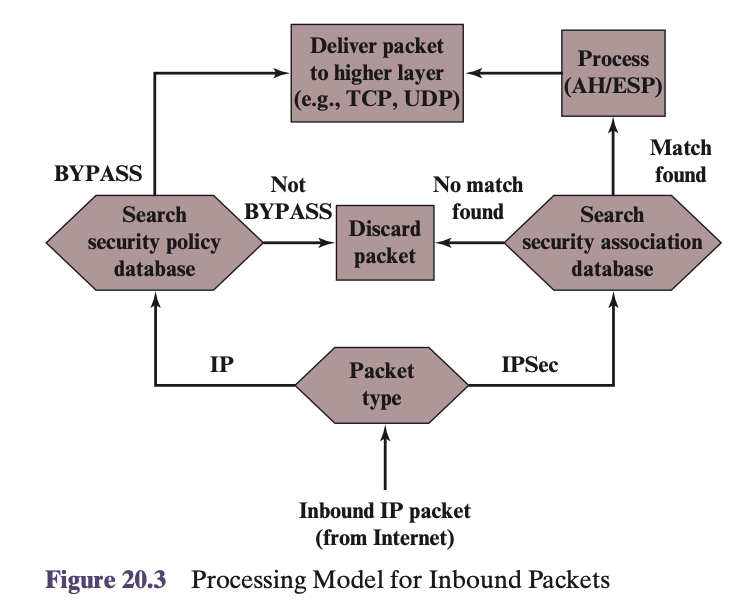 Deliver packet
to higher layer
(e.g., TCP, UDP)
Process
(AH/ESP)
BYPASS
Not
BYPASS
No match
found
Match
found
Search
security policy
database
Discard
packet
Search
security association
database
IP
Packet
type
IPSec
Inbound IP packet
(from Internet)
Figure 20.3 Processing Model for Inbound Packets